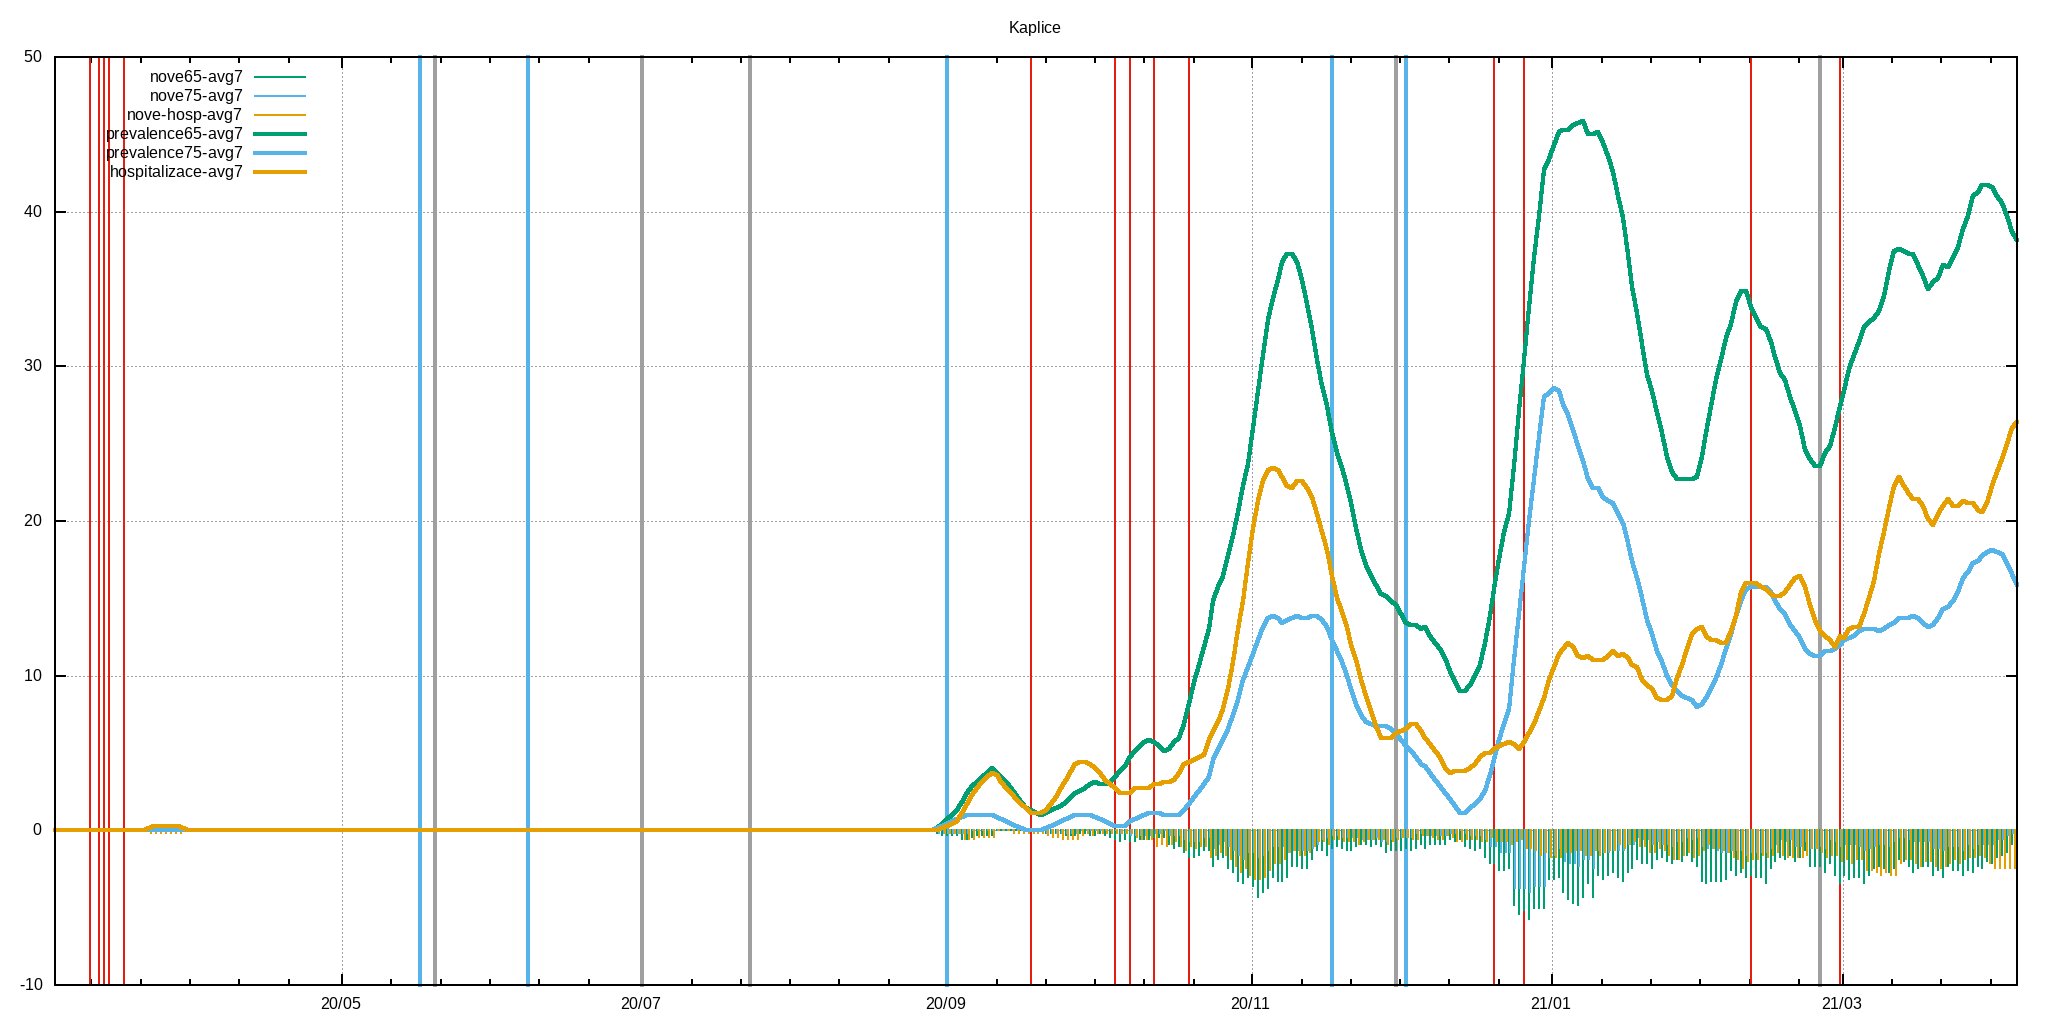 Kaplice
50
nove65-avg7
nove75-avg7
nove-hosp-avg7
prevalence65-avg7
prevalence75-avg7
hospitalizace-avg7
40
30
20
10
0
-10
20/05 20/07 20/09 20/11 21/01 21/03